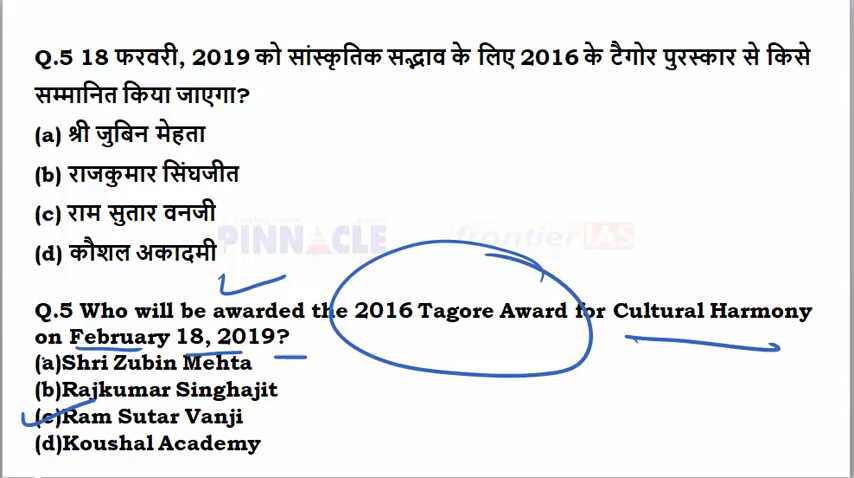 Q.5 18 फरवरी, 2019 को सांस्कृतिक सद्भाव के लिए 2016 के टैगोर पुरस्कार से किसे
सम्मानित किया जाएगा?
(a) श्री जुबिन मेहता
(b) राजकुमार सिंघजीत
(c) राम सुतार वनजी
(d) कौशल अकादमी
PINNACLE frontier IAS
Q.5 Who will be awarded the 2016 Tagore Award for Cultural Harmony
on February 18, 2019?
(a)Shri Zubin Mehta
(b)Rajkumar Singhajit
(c)Ram Sutar Vanji
(d)Koushal Academy